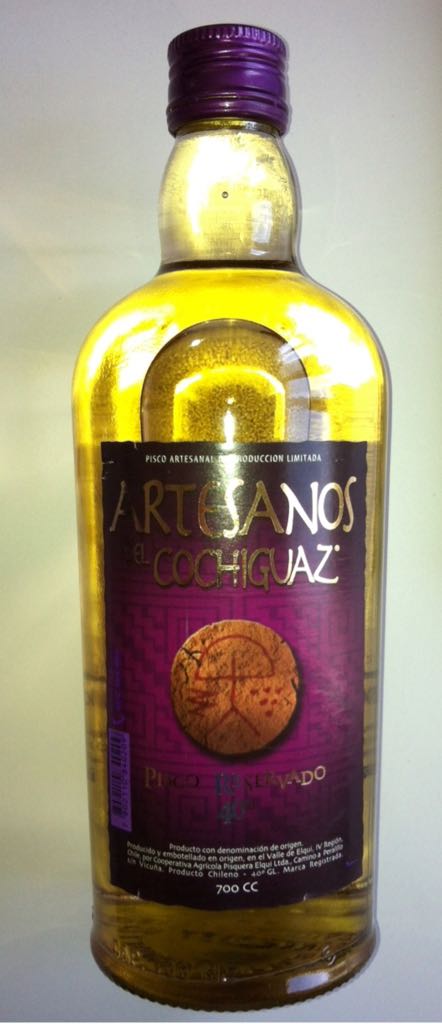 PISCO ARTESANAL DE PRODUCCION LIMITADA
ARTESANOS
DEL COCHIGUAZ
PISCO RESERVADO
40º
Producto con denominación de origen.
Producido y embotellado en origen, en el Valle de Elqui, IV Región,
Chile, por Cooperativa Agrícola Pisquera Elqui Ltda., Camino a Peralillo
s/n Vicuña. Producto Chileno - 40º GL. Marca Registrada.
700 CC